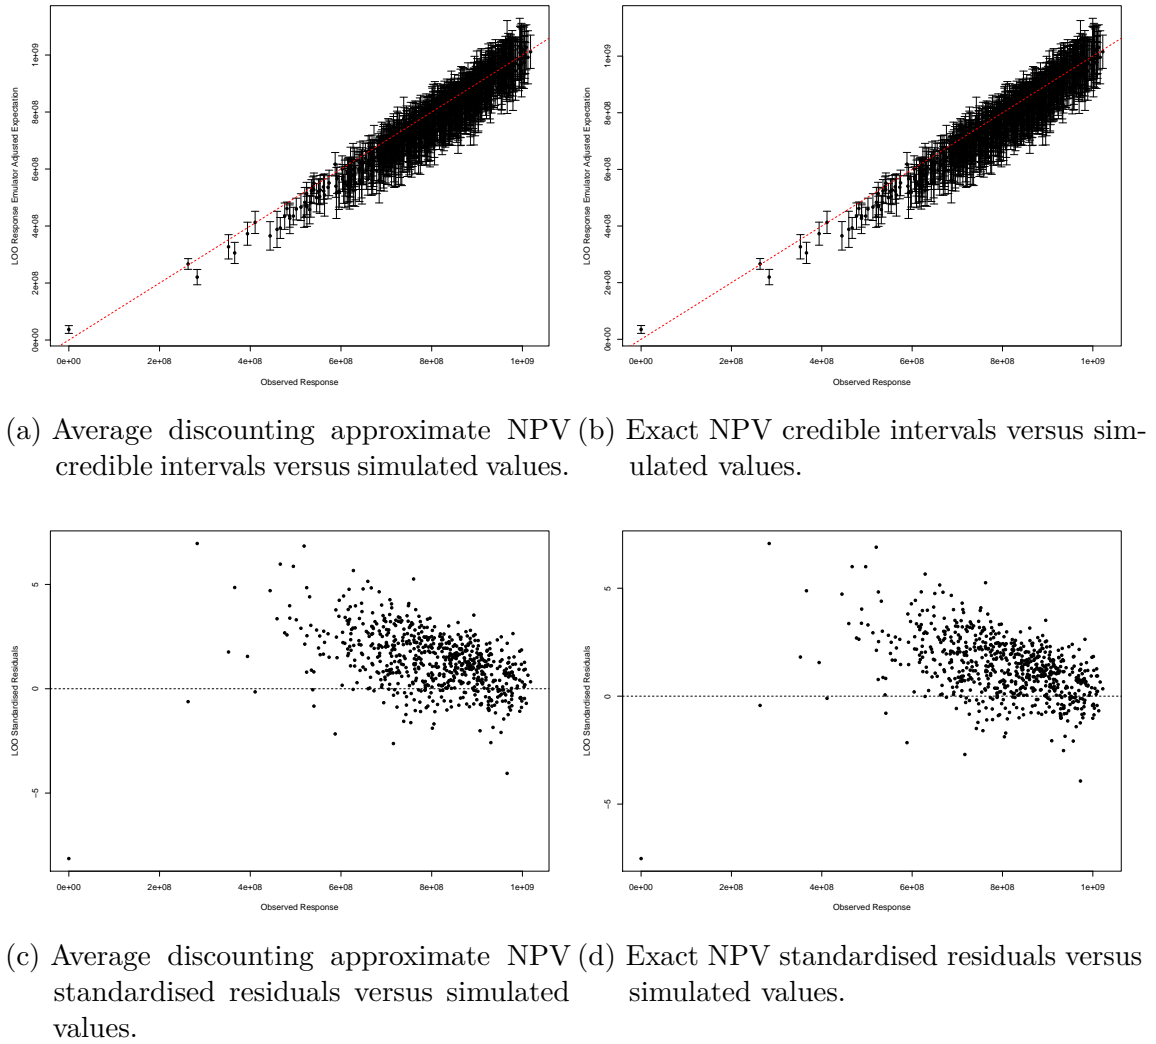 LOO Response Emulator Adjusted Expectation
1e+09
8e+08
6e+08
4e+08
2e+08
0e+00
0e+00 2e+08 4e+08 6e+08 8e+08 1e+09
Observed Response
LOO Response Emulator Adjusted Expectation
1e+09
8e+08
6e+08
4e+08
2e+08
0e+00
0e+00 2e+08 4e+08 6e+08 8e+08 1e+09
Observed Response
(a) Average discounting approximate NPV
credible intervals versus simulated values.
(b) Exact NPV credible intervals versus sim-
ulated values.
LOO Standardised Residuals
5
0
−5
0e+00 2e+08 4e+08 6e+08 8e+08 1e+09
Observed Response
LOO Standardised Residuals
5
0
−5
0e+00 2e+08 4e+08 6e+08 8e+08 1e+09
Observed Response
(c) Average discounting approximate NPV
standardised residuals versus simulated
values.
(d) Exact NPV standardised residuals versus
simulated values.